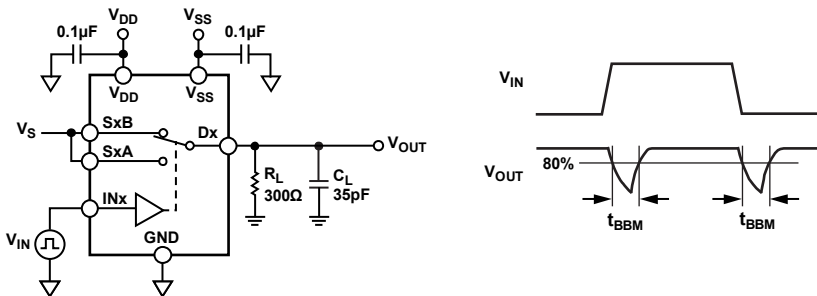 VDD
VSS
0.1µF
0.1µF
VDD
VSS
VS
SxB
Dx
VOUT
SxA
RL
300Ω
CL
35pF
INx
VIN
GND
VIN
VOUT
80%
tBBM
tBBM